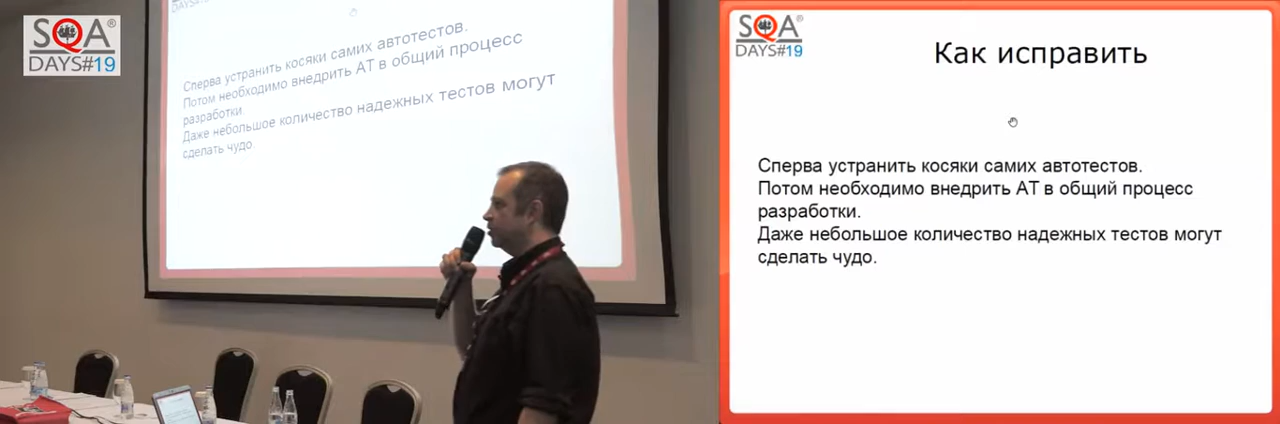 SQA®
DAYS#19
DAYS#19
Сперва устранить косяки самих автотестов.
Потом необходимо внедрить АТ в общий процесс
разработки.
Даже небольшое количество надежных тестов могут
сделать чудо.
SQA®
DAYS#19
Как исправить
Сперва устранить косяки самих автотестов.
Потом необходимо внедрить АТ в общий процесс
разработки.
Даже небольшое количество надежных тестов могут
сделать чудо.